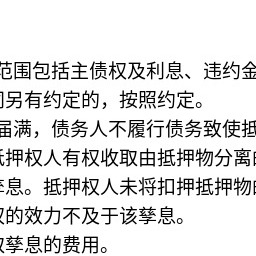 范围包括主债权及利息、违约金
同另有约定的，按照约定。
届满，债务人不履行债务致使抵
抵押权人有权收取由抵押物分离
孳息。抵押权人未将扣押抵押物的
权的效力不及于该孳息。
取孳息的费用。